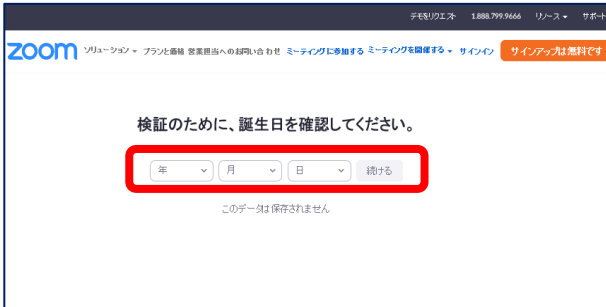 デモをリクエスト 1.888.799.9666 リソース サポート
zoom ソリューション プランと価格 営業担当へのお問い合わせ ミーティングに参加する ミーティングを開催する サインイン サインアップは無料です
検証のために、誕生日を確認してください。
年 月 日 続ける
このデータは保存されません